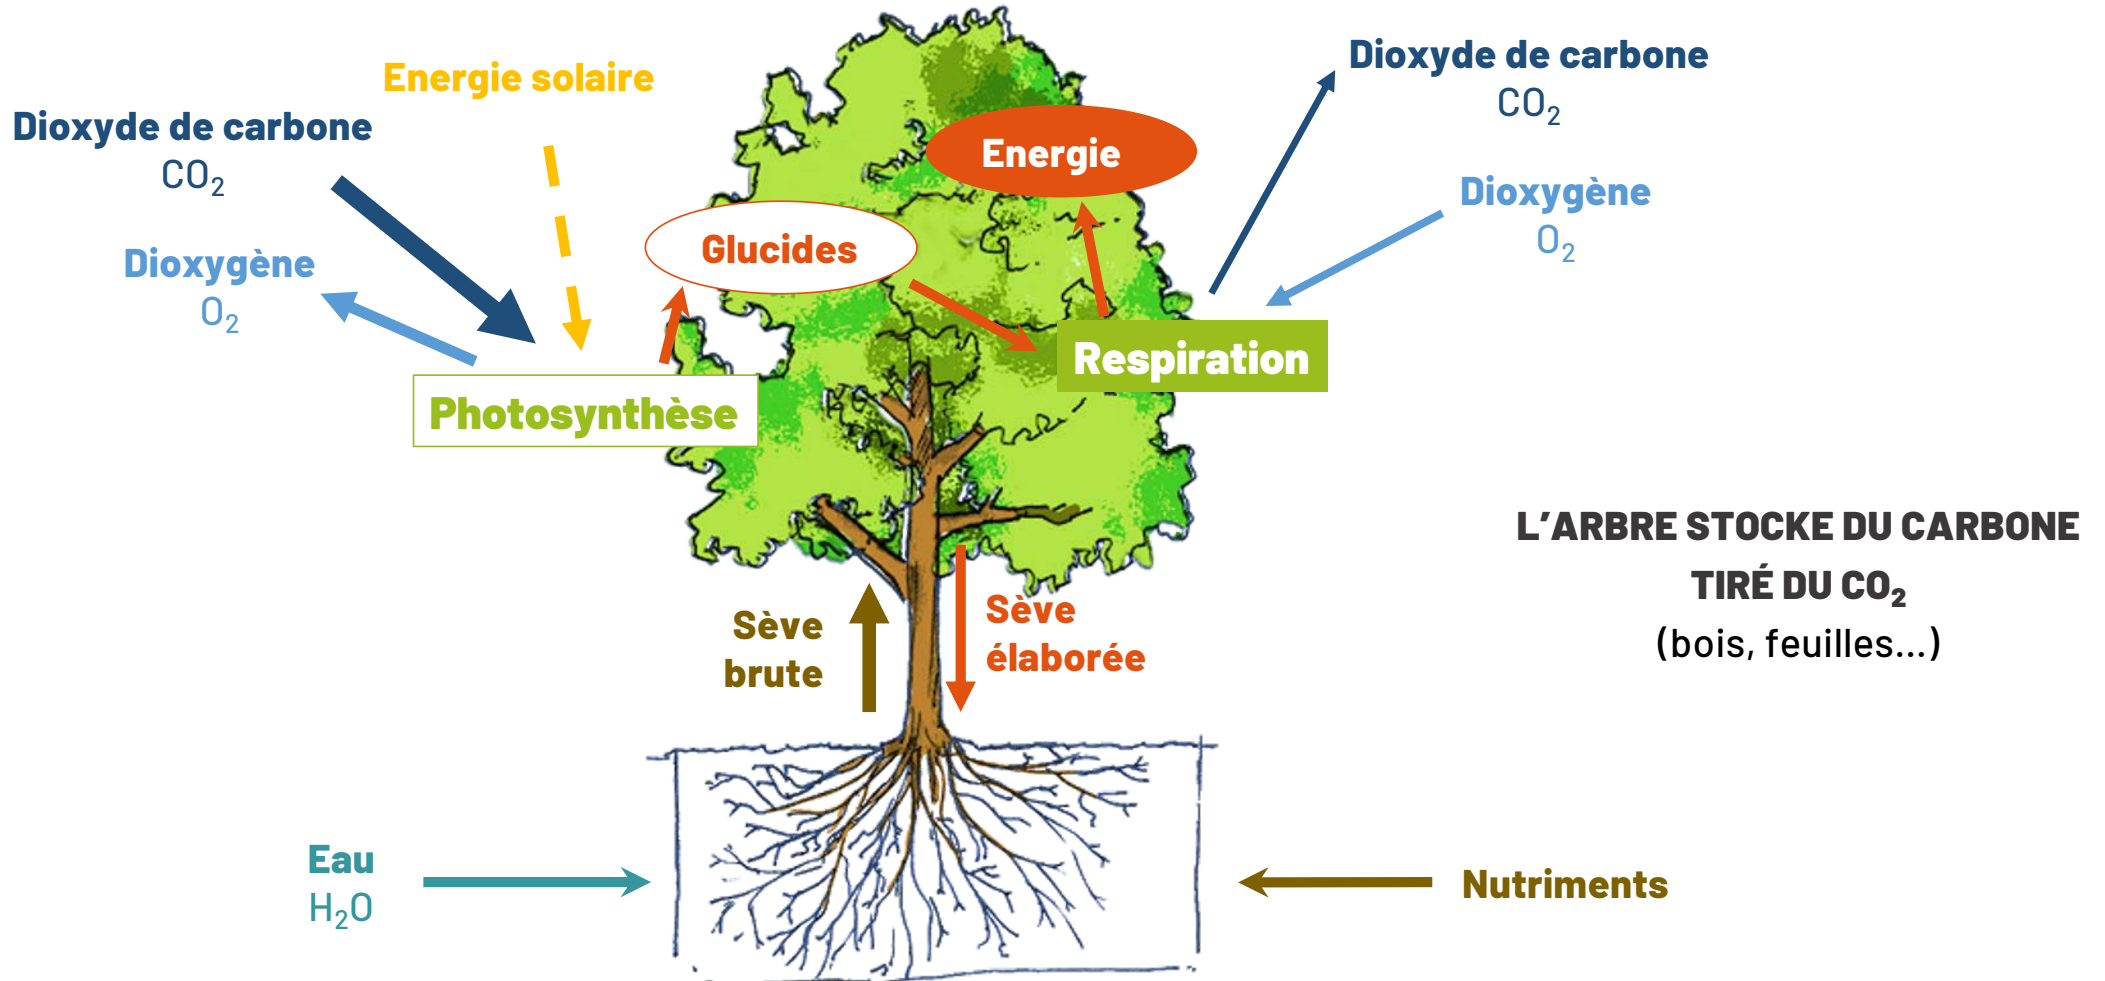 Energie solaire
Dioxyde de carbone
CO₂
Dioxygène
O₂
Photosynthèse
Glucides
Energie
Respiration
Dioxyde de carbone
CO₂
Dioxygène
O₂
L’ARBRE STOCKE DU CARBONE
TIRÉ DU CO₂
(bois, feuilles...)
Sève
brute
Sève
élaborée
Eau
H₂O
Nutriments